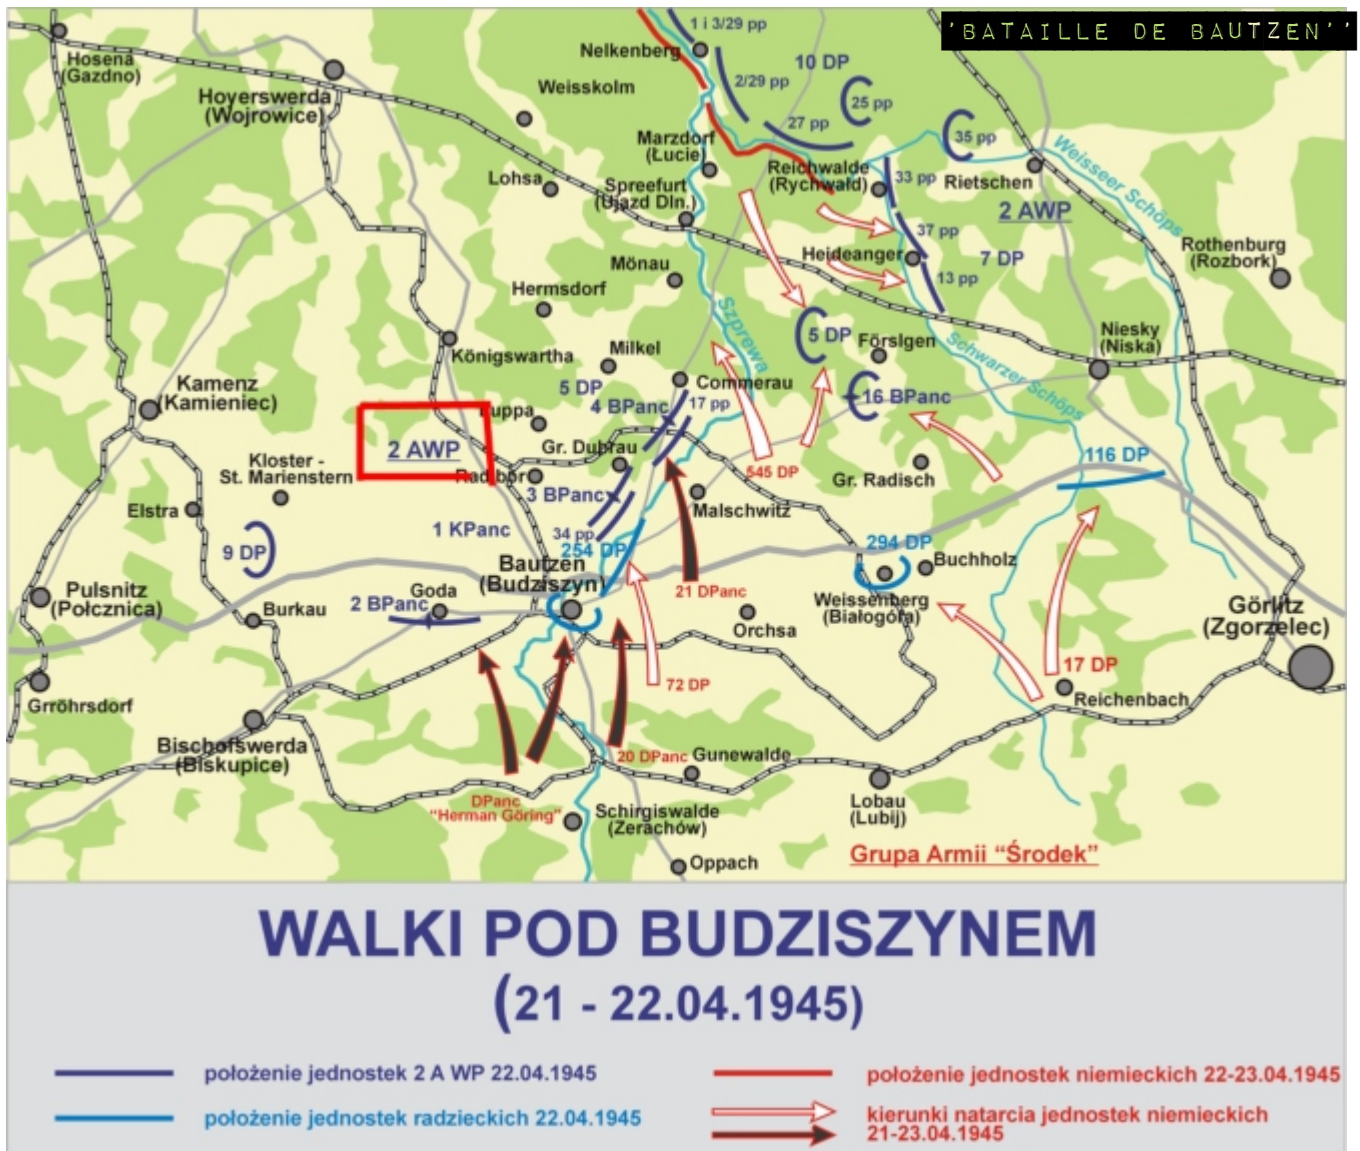 'BATAILLE DE BAUTZEN''
1 i 3/29 pp
Nelkenberg
10 DP
Hosena
(Gazdno)
2/29 pp
Weisskolm
Hoyerswerda
(Wojrowice)
25 pp
27 pp
35 pp
Marzdorf
(Łucie)
Weisseer Schöps
Reichwalde
(Rychwałd)
33 pp
Rietschen
Lohsa
Spreefurt
(Ujazd Dln.)
2 AWP
37 pp
Rothenburg
(Rozbork)
Heideanger
7 DP
Mönau
13 pp
Hermsdorf
Szprewa
Niesky
(Niska)
5 DP
Förslgen
Schwarzer Schöps
Königswartha
Milkel
Commerau
5 DP
4 BPanc
17 pp
16 BPanc
Kamenz
(Kamieniec)
Luppa
2 AWP
Gr. Dubrau
116 DP
Kloster -
St. Marienstern
Radibor
545 DP
Gr. Radisch
3 BPanc
Malschwitz
Elstra
1 KPanc
34 pp
254 DP
294 DP
9 DP
Buchholz
Bautzen
(Budziszyn)
21 DPanc
Pulsnitz
(Połcznica)
Goda
2 BPanc
Burkau
Weissenberg
(Białogóra)
Orchsa
Görlitz
(Zgorzelec)
17 DP
72 DP
Reichenbach
Grröhrsdorf
Bischofswerda
(Biskupice)
20 DPanc
Gunewalde
DPanc
"Herman Göring"
Schirgiswalde
(Zerachów)
Lobau
(Lubij)
Grupa Armii "Środek"
Oppach
WALKI POD BUDZISZYNEM
(21 - 22.04.1945)
położenie jednostek 2 A WP 22.04.1945
położenie jednostek radzieckich 22.04.1945
położenie jednostek niemieckich 22-23.04.1945
kierunki natarcia jednostek niemieckich
21-23.04.1945